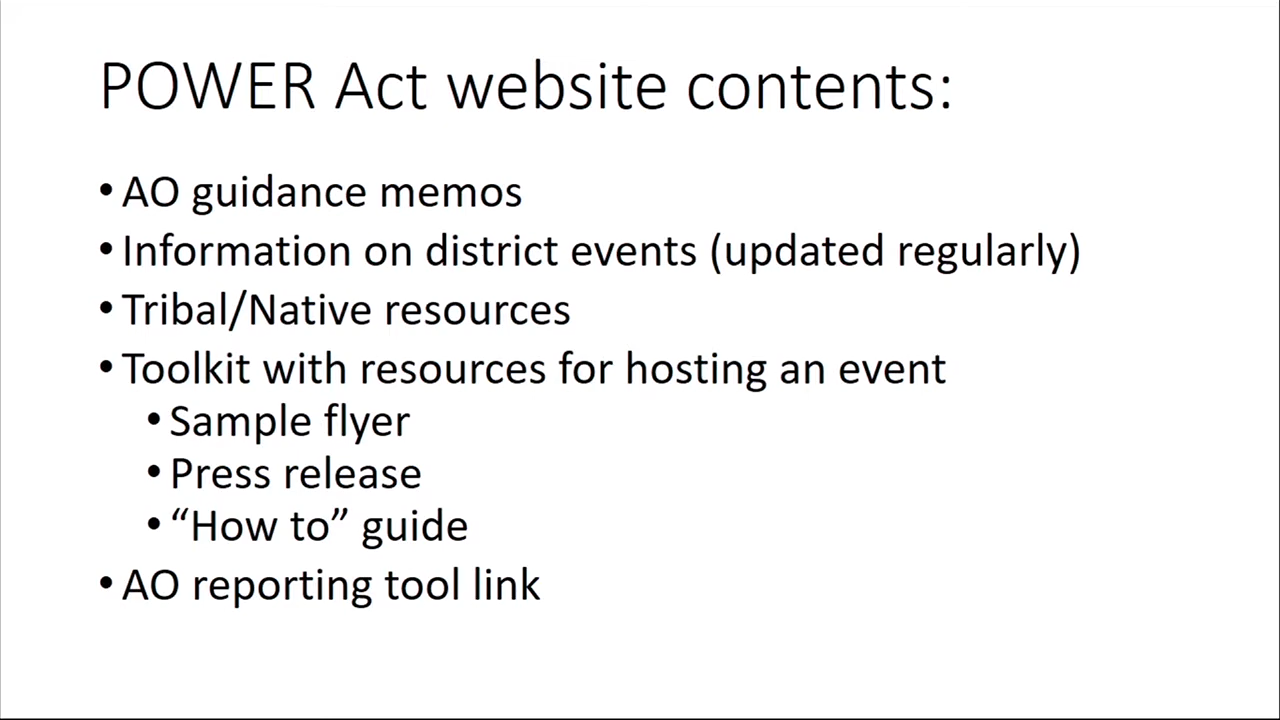 POWER Act website contents:
• AO guidance memos
• Information on district events (updated regularly)
• Tribal/Native resources
• Toolkit with resources for hosting an event
• Sample flyer
• Press release
• “How to” guide
• AO reporting tool link